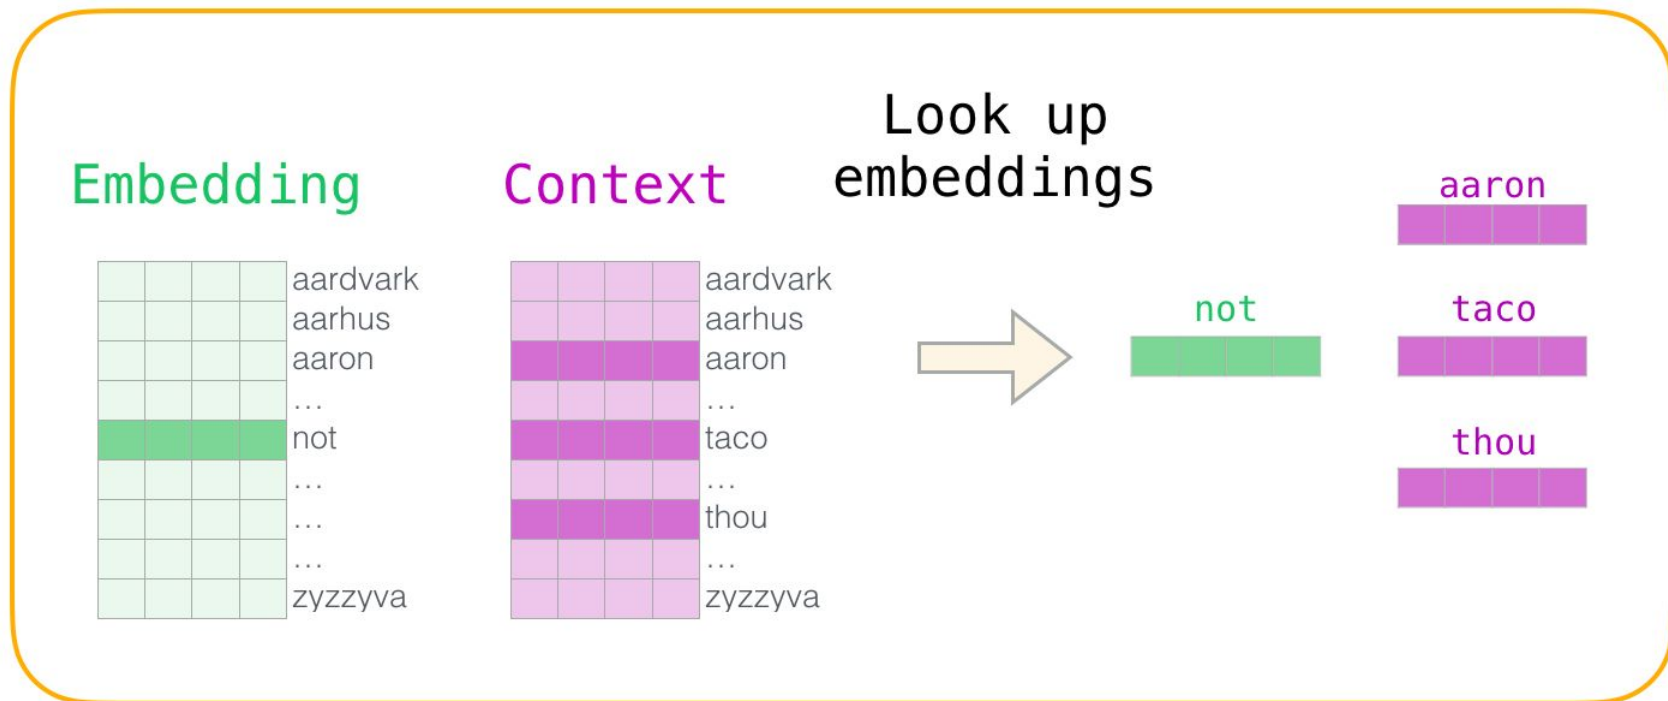 Embedding
aardvark
aarhus
aaron
...
not
...
...
...
zyzzyva
Context
aardvark
aarhus
aaron
...
taco
...
thou
...
zyzzyva
Look up
embeddings
not
aaron
taco
thou